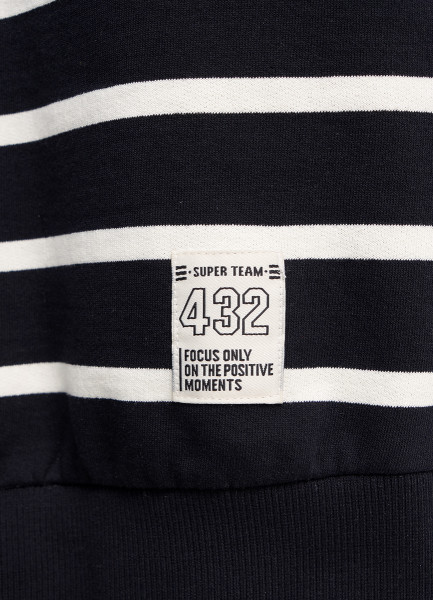 SUPER TEAM
432
FOCUS ONLY
ON THE POSITIVE
MOMENTS